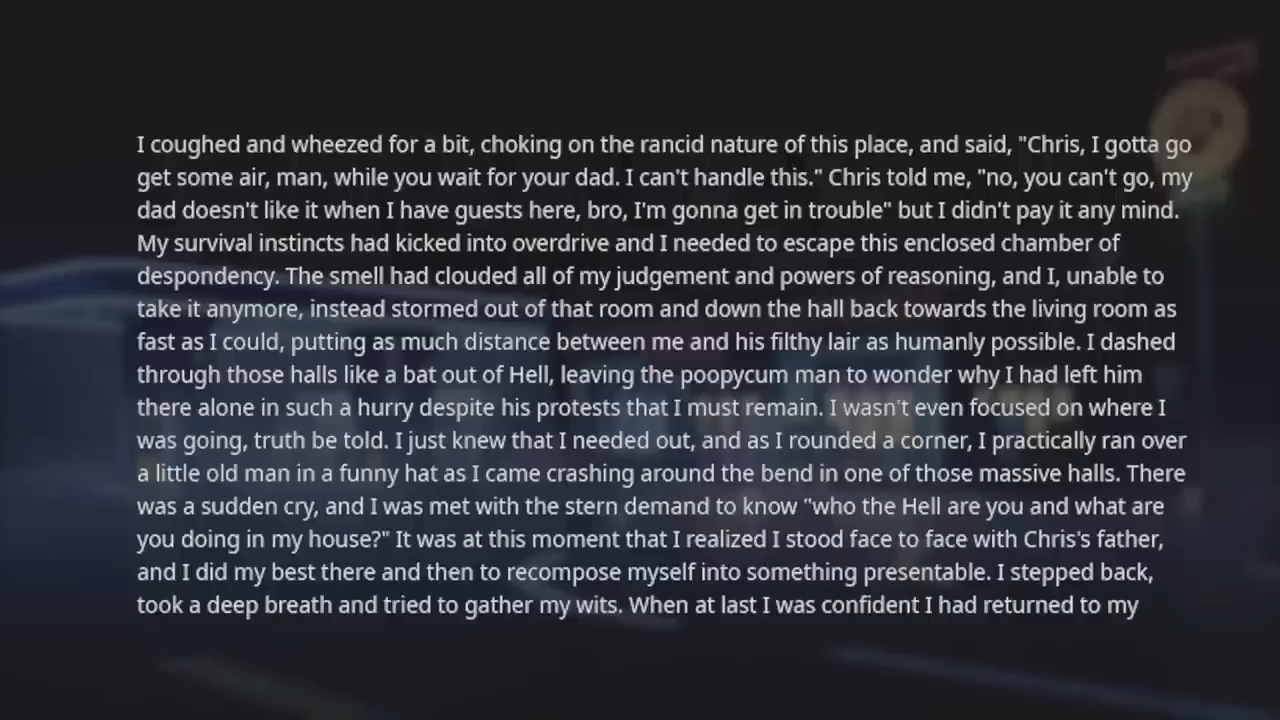 I coughed and wheezed for a bit, choking on the rancid nature of this place, and said, "Chris, I gotta go
get some air, man, while you wait for your dad. I can't handle this." Chris told me, "no, you can't go, my
dad doesn't like it when I have guests here, bro, I'm gonna get in trouble" but I didn't pay it any mind.
My survival instincts had kicked into overdrive and I needed to escape this enclosed chamber of
despondency. The smell had clouded all of my judgement and powers of reasoning, and I, unable to
take it anymore, instead stormed out of that room and down the hall back towards the living room as
fast as I could, putting as much distance between me and his filthy lair as humanly possible. I dashed
through those halls like a bat out of Hell, leaving the poopycum man to wonder why I had left him
there alone in such a hurry despite his protests that I must remain. I wasn't even focused on where I
was going, truth be told. I just knew that I needed out, and as I rounded a corner, I practically ran over
a little old man in a funny hat as I came crashing around the bend in one of those massive halls. There
was a sudden cry, and I was met with the stern demand to know "who the Hell are you and what are
you doing in my house?" It was at this moment that I realized I stood face to face with Chris's father,
and I did my best there and then to recompose myself into something presentable. I stepped back,
took a deep breath and tried to gather my wits. When at last I was confident I had returned to my